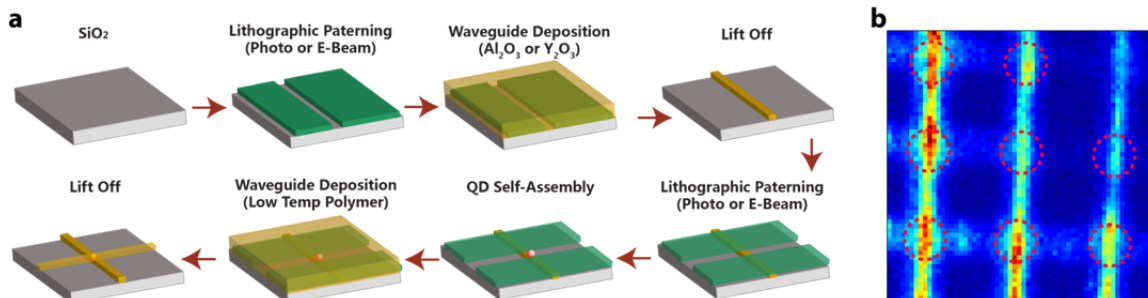 a
SiO₂
Lithographic Paterning
(Photo or E-Beam)
Waveguide Deposition
(Al₂O₃ or Y₂O₃)
Lift Off
Lift Off
Waveguide Deposition
(Low Temp Polymer)
QD Self-Assembly
Lithographic Paterning
(Photo or E-Beam)
b